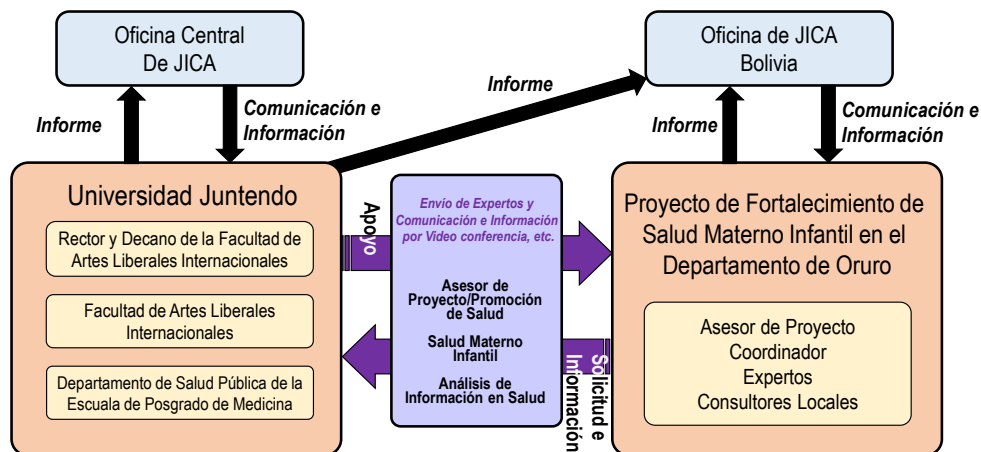 Oficina Central
De JICA
Oficina de JICA
Bolivia
Informe
Comunicación e
Información
Informe
Informe
Comunicación e
Información
Universidad Juntendo
Rector y Decano de la Facultad de
Artes Liberales Internacionales
Facultad de Artes Liberales
Internacionales
Departamento de Salud Pública de la
Escuela de Posgrado de Medicina
Apoyo
Envío de Expertos y
Comunicación e Información
por Video conferencia, etc.
Asesor de
Proyecto/Promoción
de Salud
Salud Materno
Infantil
Análisis de
Información en Salud
Solicitud e
Información
Proyecto de Fortalecimiento de
Salud Materno Infantil en el
Departamento de Oruro
Asesor de Proyecto
Coordinador
Expertos
Consultores Locales